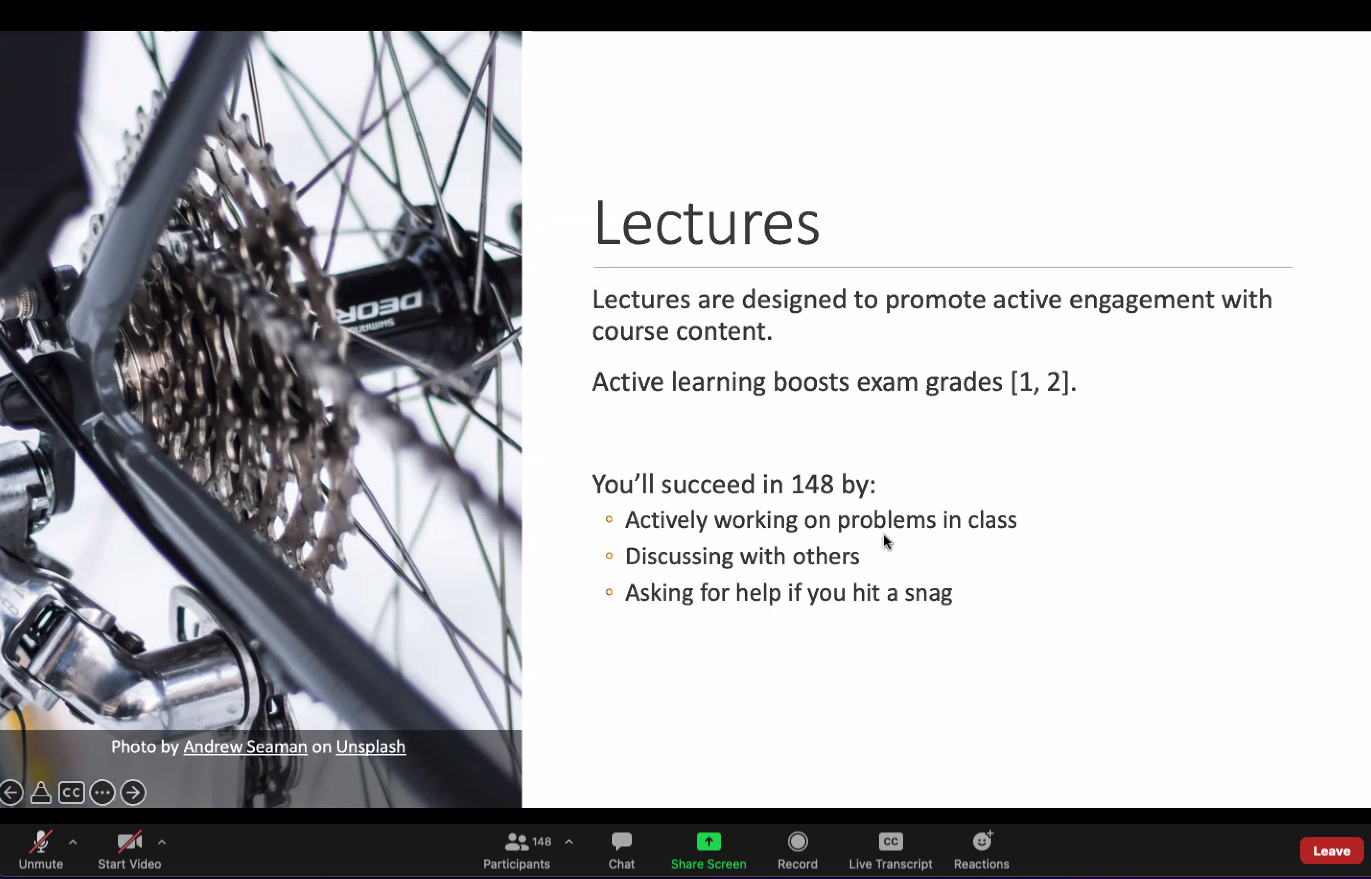 Lectures
Lectures are designed to promote active engagement with
course content.
Active learning boosts exam grades [1, 2].
You’ll succeed in 148 by:
Actively working on problems in class
Discussing with others
Asking for help if you hit a snag
DEORE
SHIMANO
Photo by Andrew Seaman on Unsplash
CC
Unmute
Start Video
148
Participants
Chat
Share Screen
Record
CC
Live Transcript
Reactions
Leave